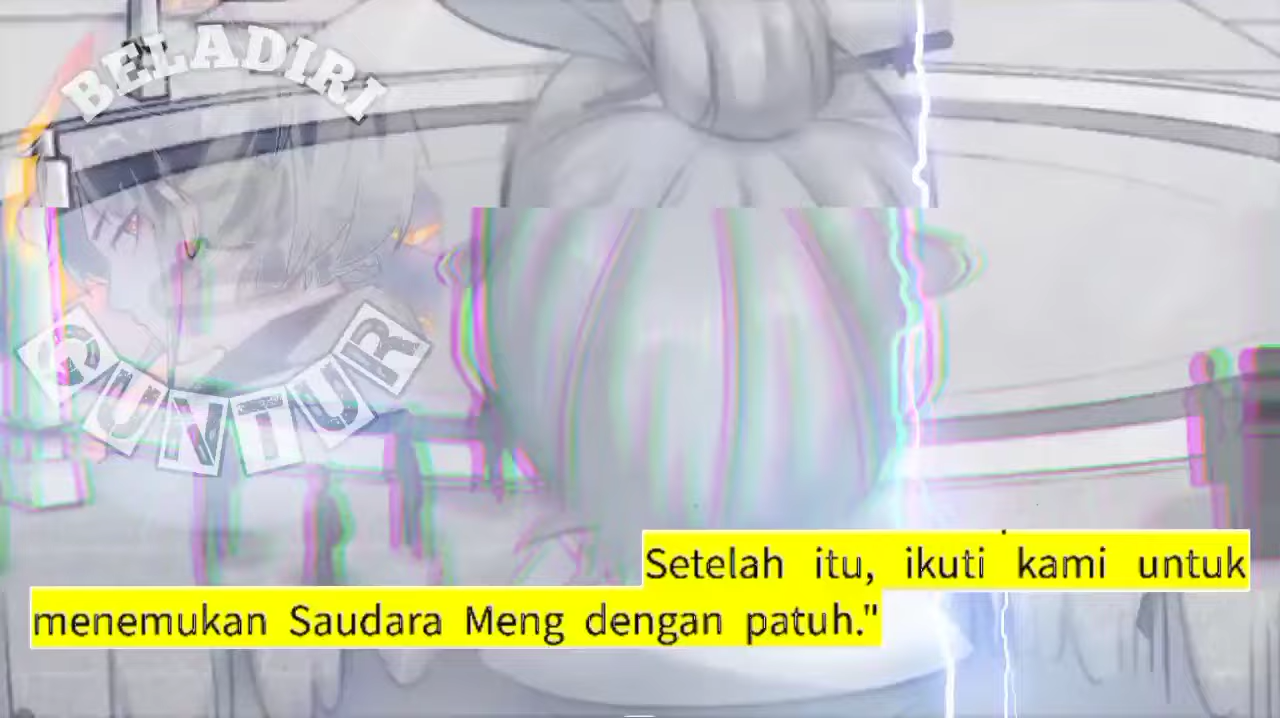 BELADIRI
GUNTUR
Setelah itu, ikuti kami untuk
menemukan Saudara Meng dengan patuh."